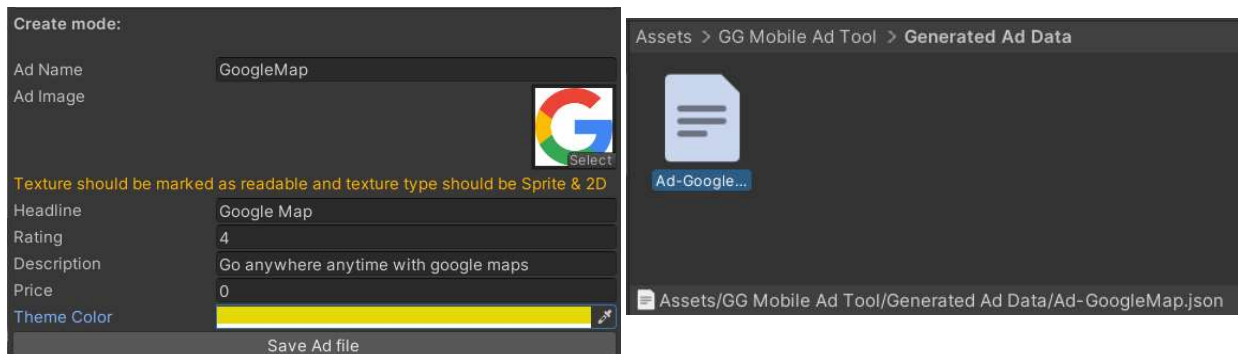 Create mode:
Ad Name GoogleMap
Ad Image
Select
Texture should be marked as readable and texture type should be Sprite & 2D
Headline Google Map
Rating 4
Description Go anywhere anytime with google maps
Price 0
Theme Color
Save Ad file
Assets > GG Mobile Ad Tool > Generated Ad Data
Ad-Google...
Assets/GG Mobile Ad Tool/Generated Ad Data/Ad-GoogleMap.json